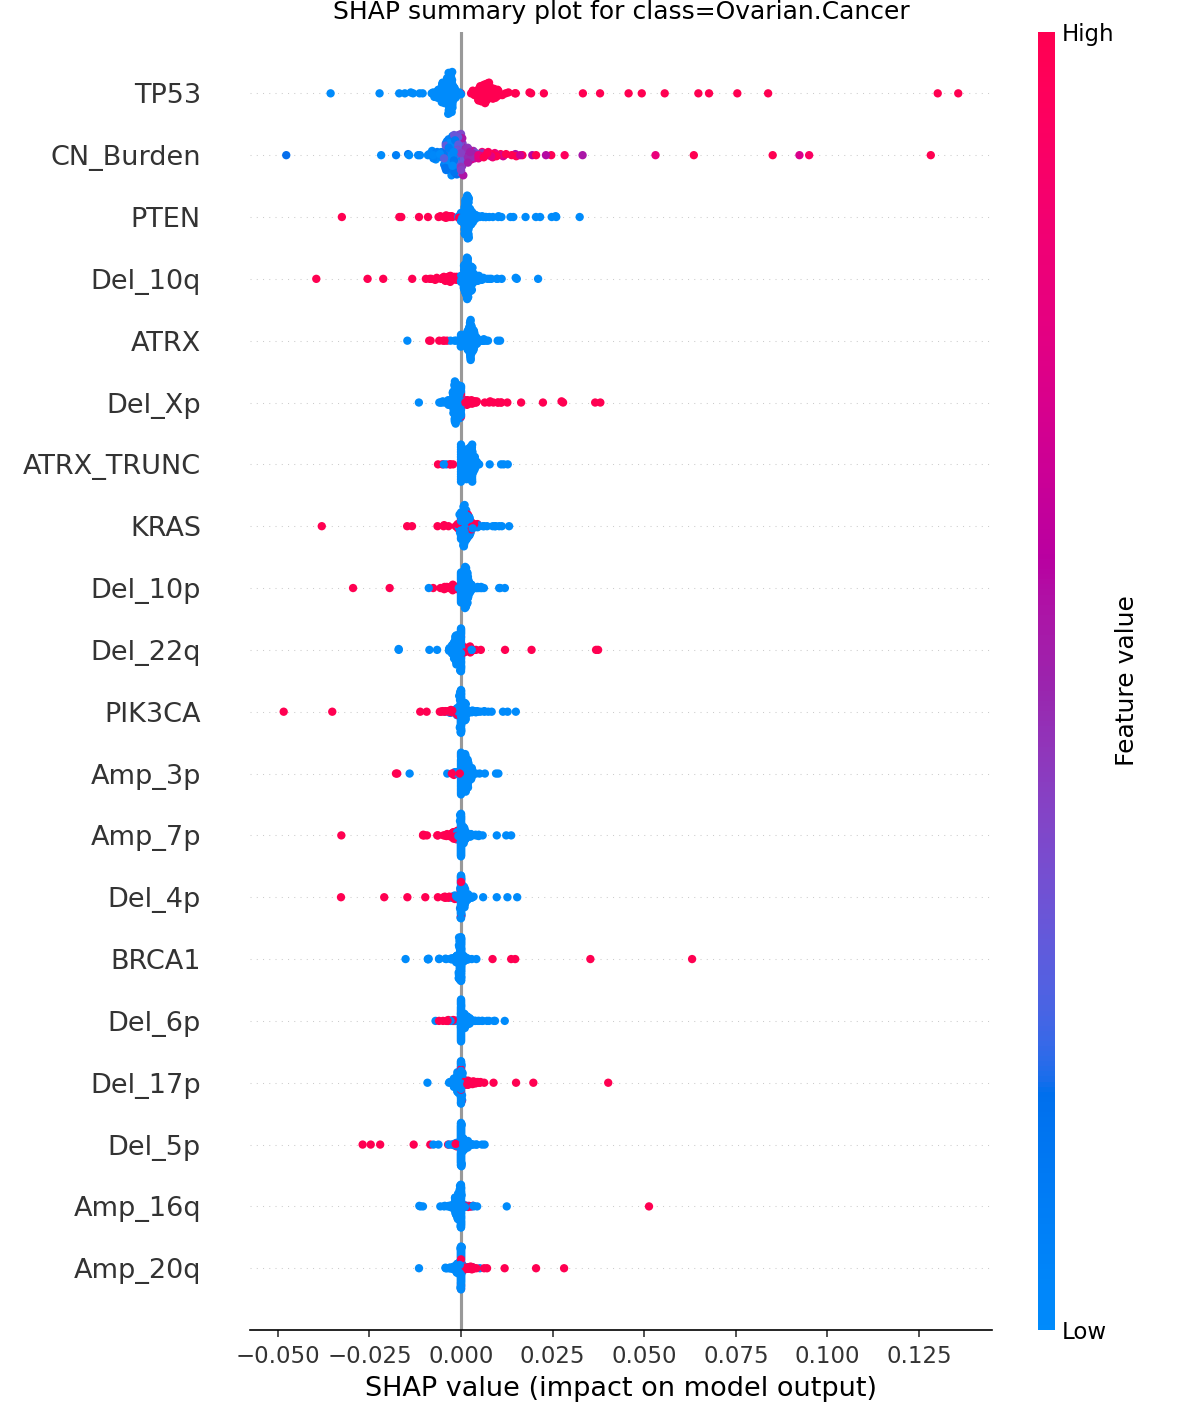 SHAP summary plot for class=Ovarian.Cancer
High
TP53
CN_Burden
PTEN
Del_10q
ATRX
Del_Xp
ATRX_TRUNC
KRAS
Del_10p
Del_22q
PIK3CA
Amp_3p
Amp_7p
Del_4p
BRCA1
Del_6p
Del_17p
Del_5p
Amp_16q
Amp_20q
Feature value
Low
−0.050 −0.025 0.000 0.025 0.050 0.075 0.100 0.125
SHAP value (impact on model output)